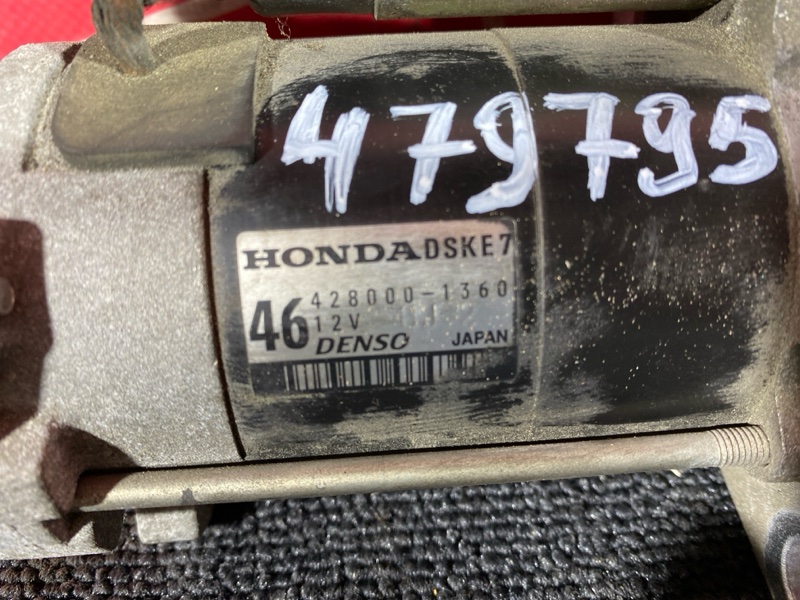 479795
HONDA DSKE7
46 428000-1360
12V
DENSO JAPAN